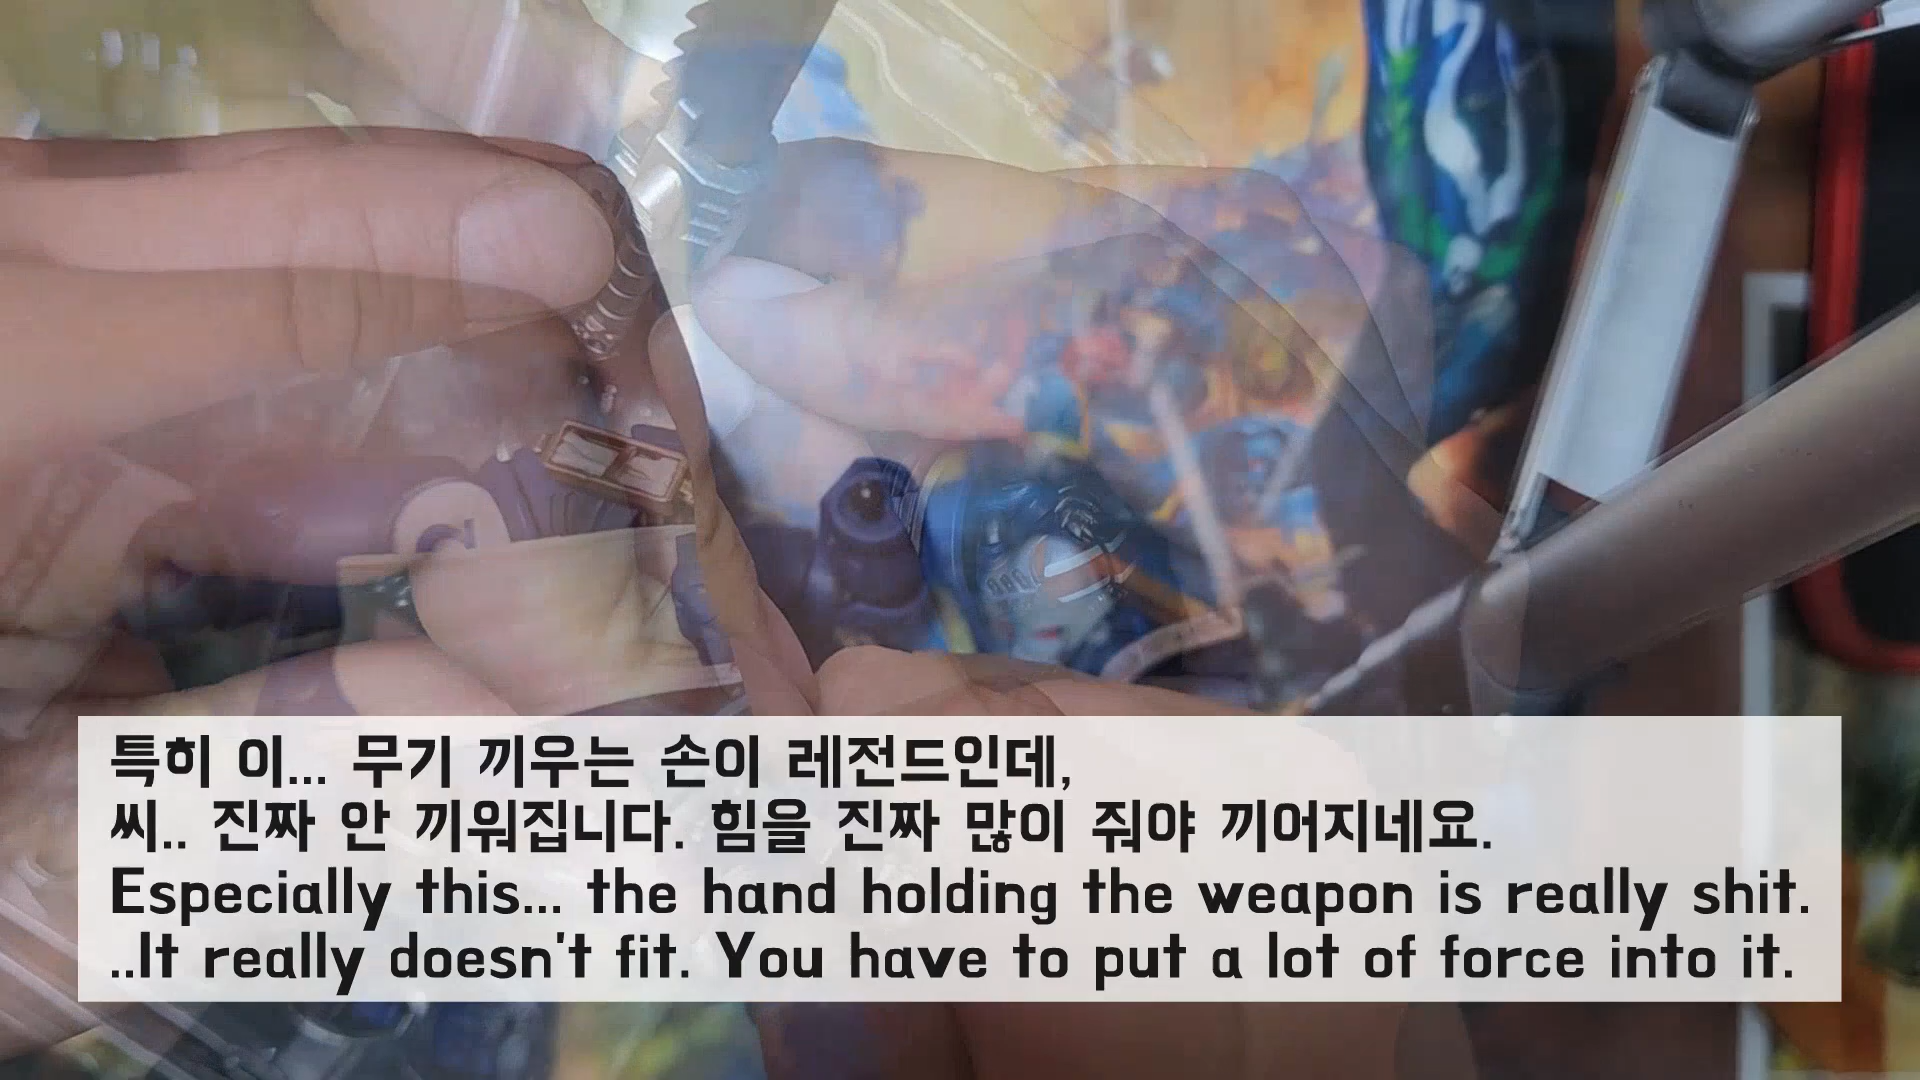 특히 이... 무기 끼우는 손이 레전드인데,
씨.. 진짜 안 끼워집니다. 힘을 진짜 많이 줘야 끼어지네요.
Especially this... the hand holding the weapon is really shit.
..It really doesn't fit. You have to put a lot of force into it.